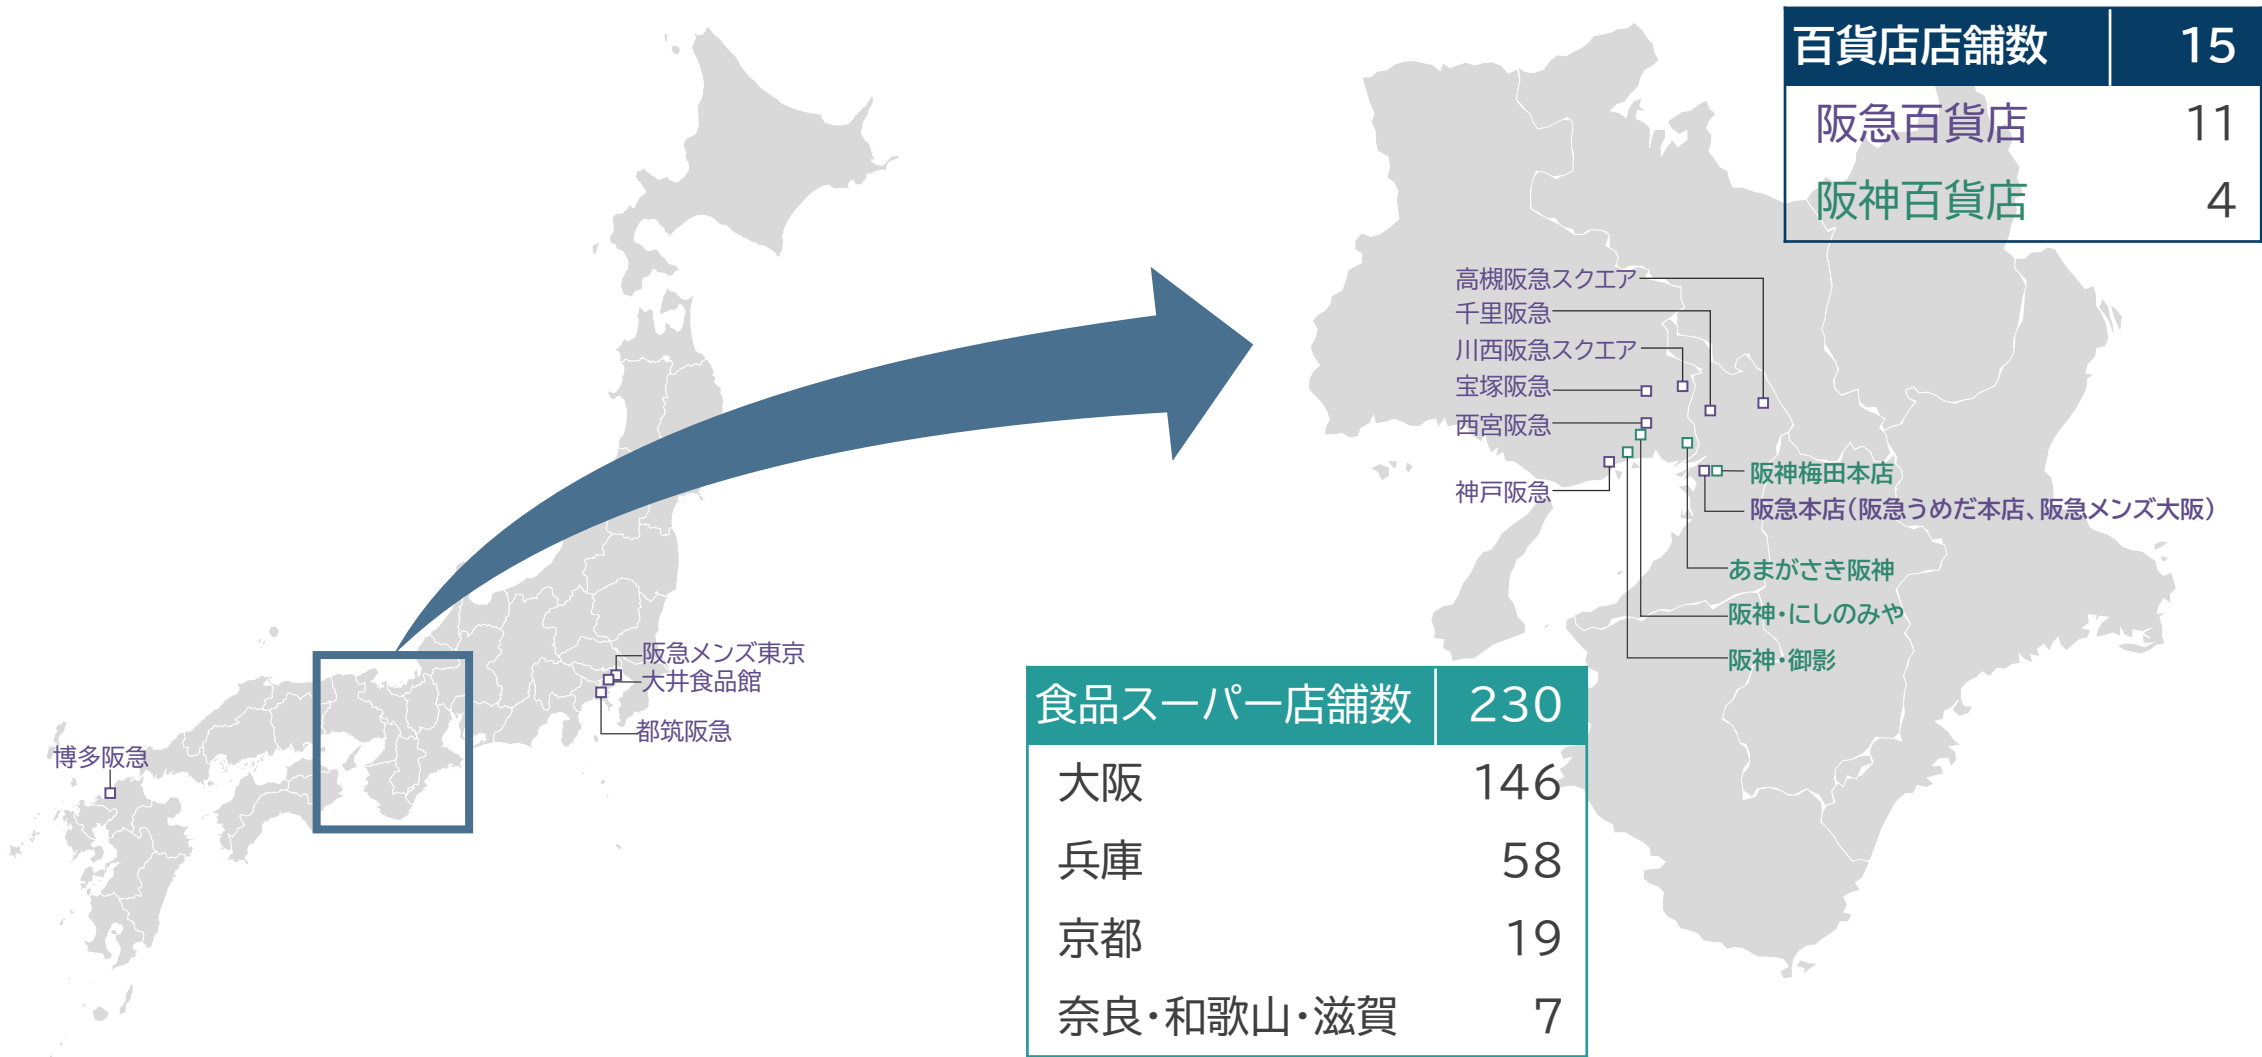 百貨店店舗数 15
阪急百貨店 11
阪神百貨店 4
高槻阪急スクエア
千里阪急
川西阪急スクエア
宝塚阪急
西宮阪急
神戸阪急
阪神梅田本店
阪急本店（阪急うめだ本店、阪急メンズ大阪）
あまがさき阪神
阪神・にしのみや
阪神・御影
阪急メンズ東京
大井食品館
都筑阪急
博多阪急
食品スーパー店舗数 230
大阪 146
兵庫 58
京都 19
奈良・和歌山・滋賀 7